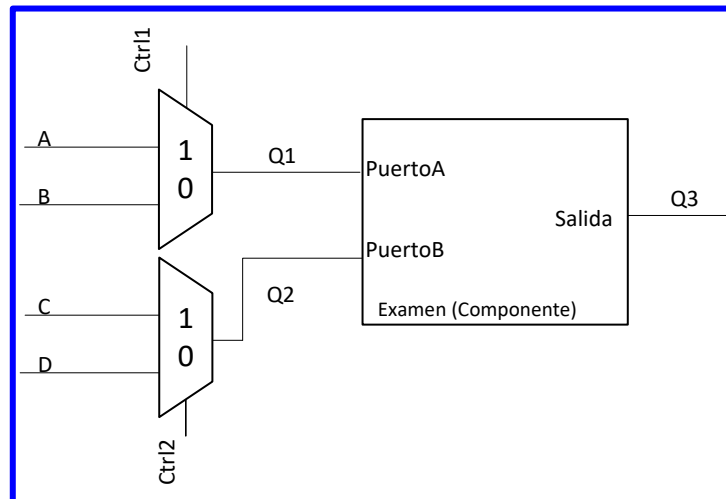 Ctrl1
A
1
Q1
0
B
PuertoA
Q3
Salida
PuertoB
Q2
C
1
Examen (Componente)
0
D
Ctrl2